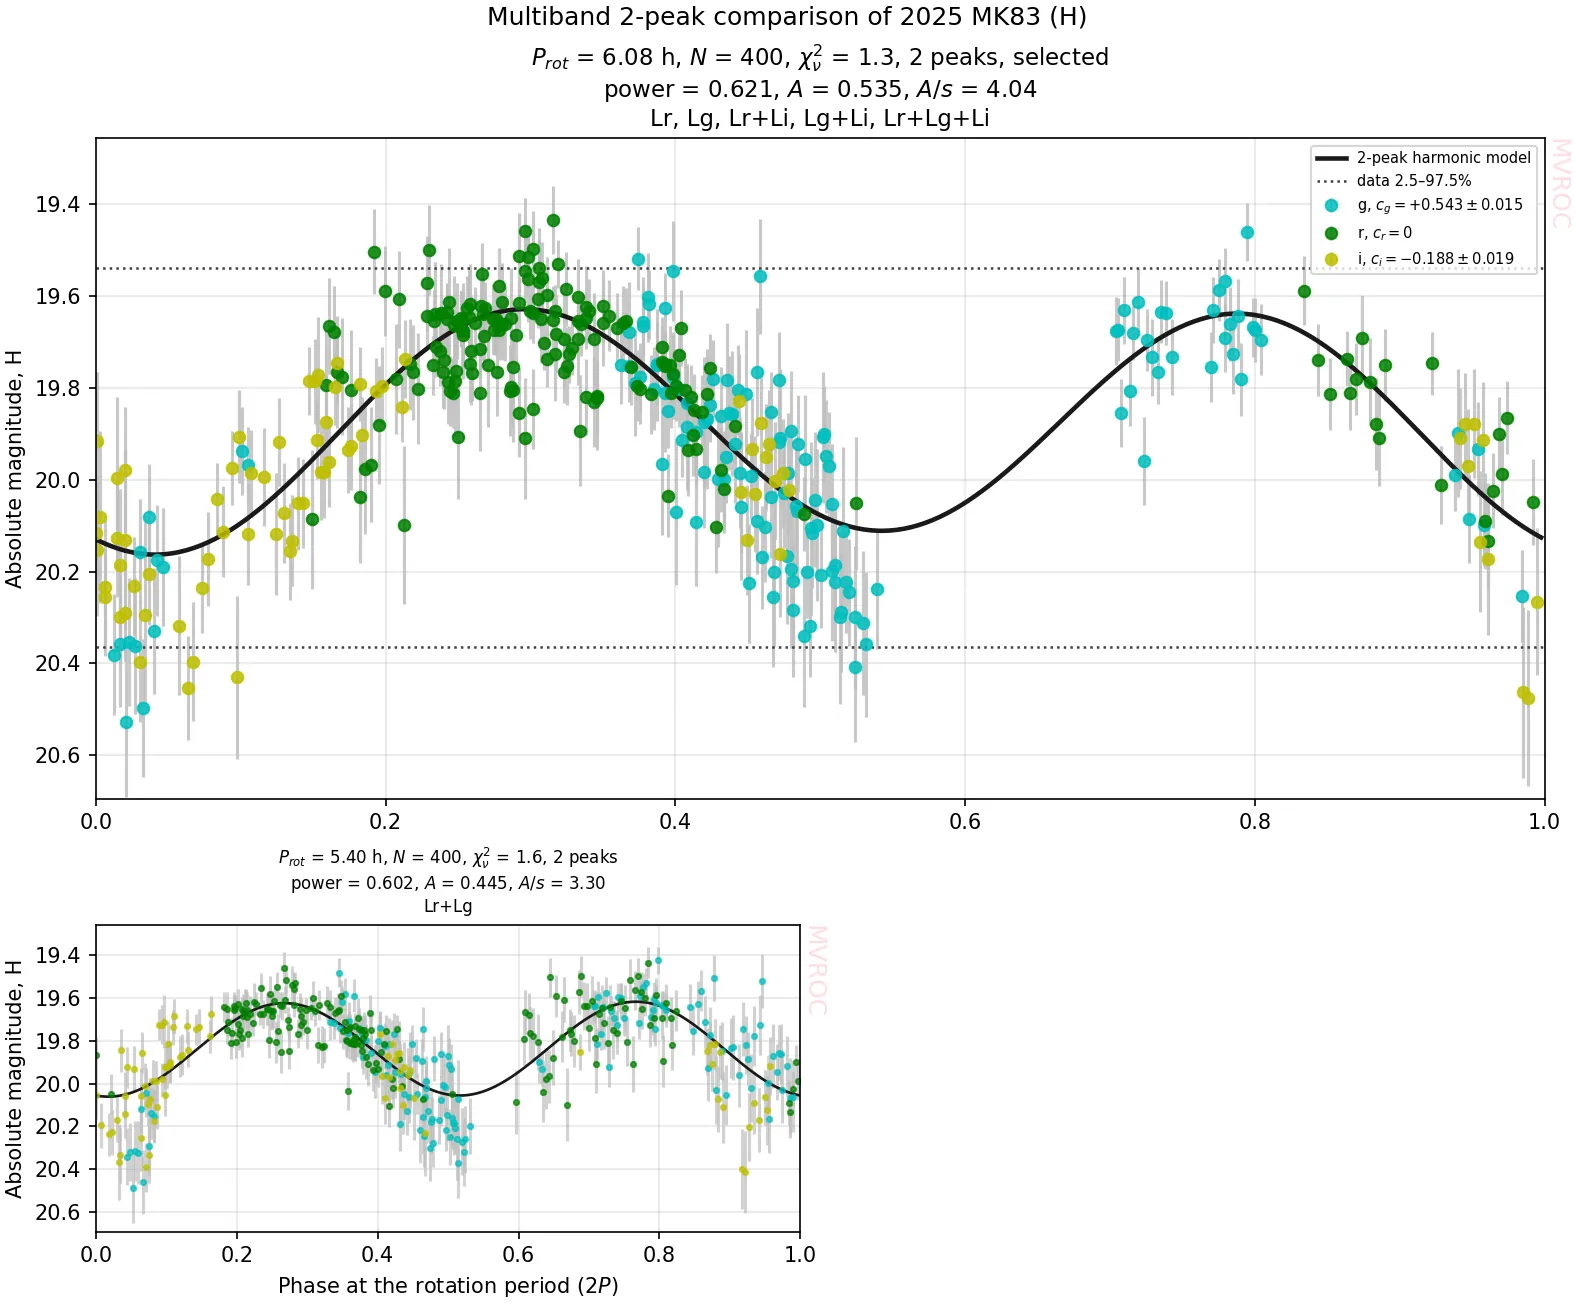 Multiband 2-peak comparison of 2025 MK83 (H)
P_rot = 6.08 h, N = 400, χ²_ν = 1.3, 2 peaks, selected
power = 0.621, A = 0.535, A/s = 4.04
Lr, Lg, Lr+Li, Lg+Li, Lr+Lg+Li
2-peak harmonic model
data 2.5–97.5%
g, c_g = +0.543 ± 0.015
r, c_r = 0
i, c_i = −0.188 ± 0.019
MVROC
Absolute magnitude, H
19.4
19.6
19.8
20.0
20.2
20.4
20.6
0.0 0.2 0.4 0.6 0.8 1.0
P_rot = 5.40 h, N = 400, χ²_ν = 1.6, 2 peaks
power = 0.602, A = 0.445, A/s = 3.30
Lr+Lg
MVROC
Absolute magnitude, H
19.4
19.6
19.8
20.0
20.2
20.4
20.6
0.0 0.2 0.4 0.6 0.8 1.0
Phase at the rotation period (2P)